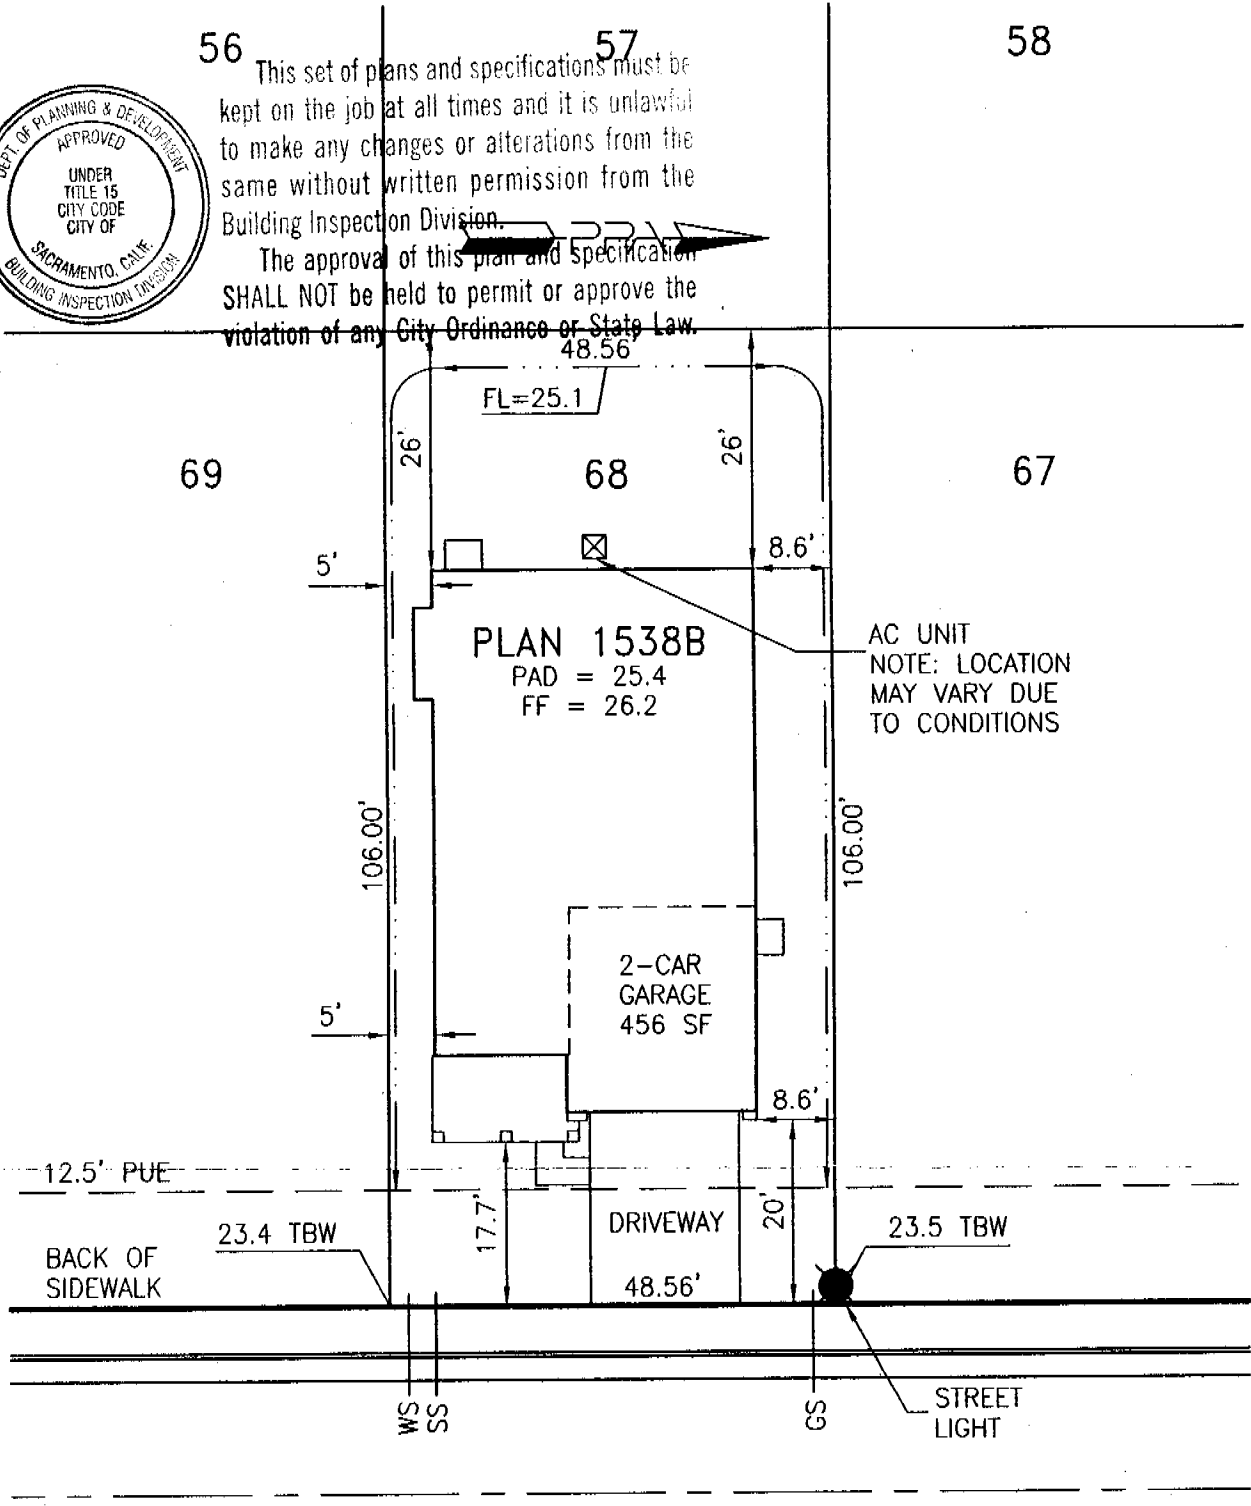 56
57
58
This set of plans and specifications must be
kept on the job at all times and it is unlawful
to make any changes or alterations from the
same without written permission from the
Building Inspection Division.
The approval of this plan and specification
SHALL NOT be held to permit or approve the
violation of any City Ordinance or State Law.
DEPT. OF PLANNING & DEVELOPMENT
APPROVED
UNDER
TITLE 15
CITY CODE
CITY OF
SACRAMENTO, CALIF.
BUILDING INSPECTION DIVISION
48.56'
FL=25.1
26'
26'
69
68
67
5'
8.6'
PLAN 1538B
PAD = 25.4
FF = 26.2
AC UNIT
NOTE: LOCATION
MAY VARY DUE
TO CONDITIONS
106.00'
106.00'
2-CAR
GARAGE
456 SF
5'
8.6'
12.5' PUE
17.7'
20'
DRIVEWAY
23.4 TBW
23.5 TBW
BACK OF
SIDEWALK
48.56'
WS
SS
GS
STREET
LIGHT